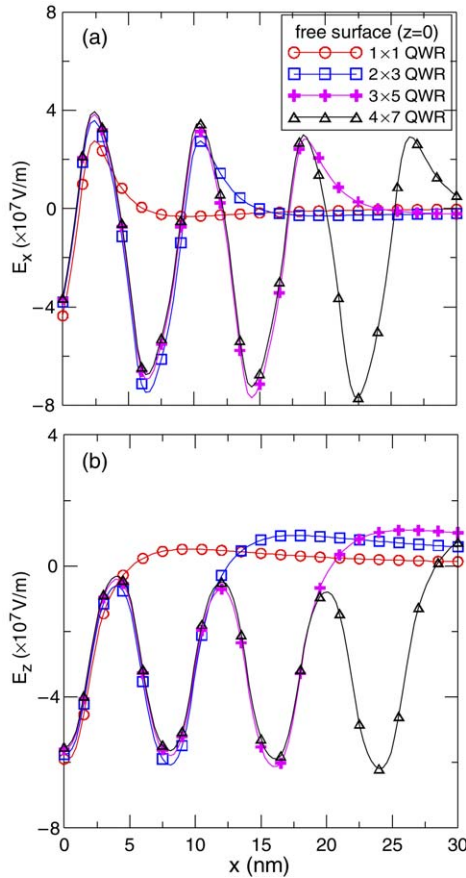 (a)
free surface (z=0)
1×1 QWR
2×3 QWR
3×5 QWR
4×7 QWR
8
4
0
-4
-8
E_x (×10⁷ V/m)
(b)
4
0
-4
-8
E_z (×10⁷ V/m)
0 5 10 15 20 25 30
x (nm)